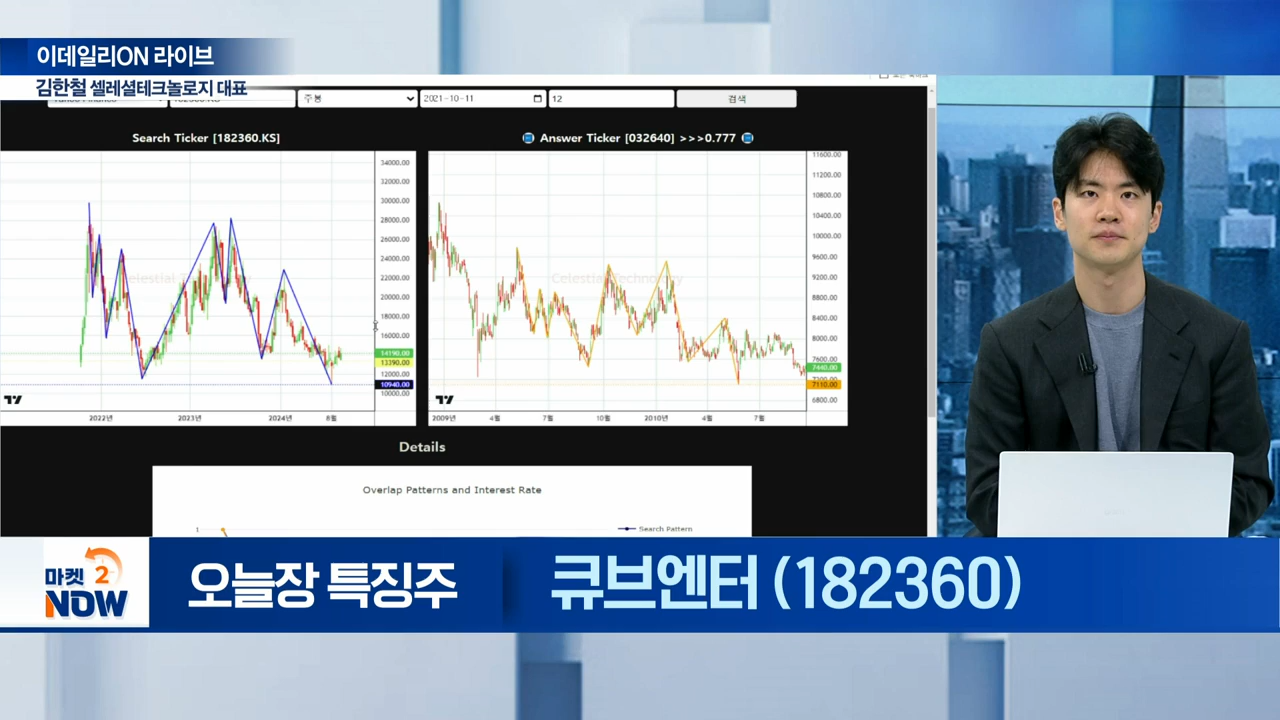 이데일리ON 라이브
김한철 셀레셜테크놀로지 대표
주봉
2021-10-11
12
검색
Search Ticker [182360.KS]
Answer Ticker [032640] >>>0.777
34000.00
32000.00
30000.00
28000.00
26000.00
24000.00
22000.00
20000.00
18000.00
16000.00
14190.00
13390.00
12000.00
10940.00
10000.00
2022년
2023년
2024년
8월
Celestial Technology
11600.00
11200.00
10800.00
10400.00
10000.00
9600.00
9200.00
8800.00
8400.00
8000.00
7600.00
7440.00
7200.00
7110.00
6800.00
2009년
4월
7월
10월
2010년
4월
7월
Details
Overlap Patterns and Interest Rate
1
Search Pattern
마켓 2
NOW
오늘장 특징주
큐브엔터 (182360)